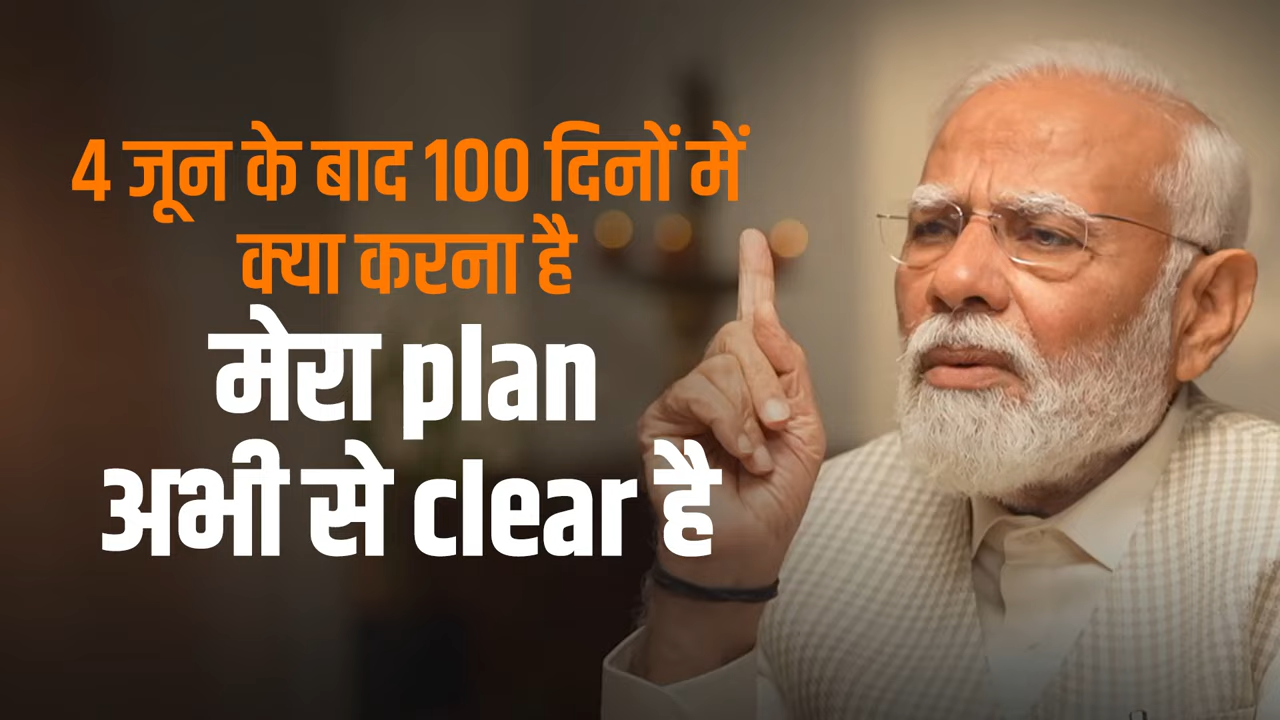 4 जून के बाद 100 दिनों में
क्या करना है
मेरा plan
अभी से clear है